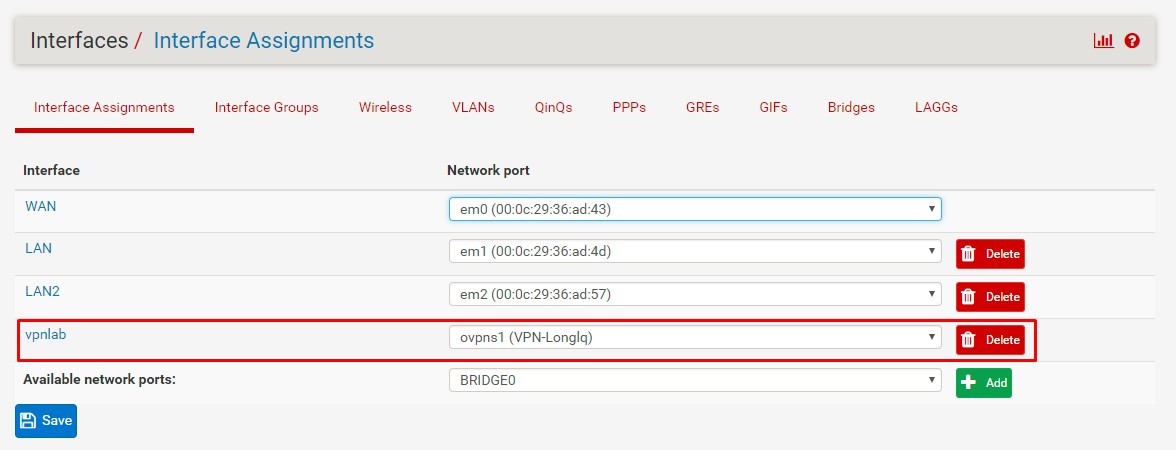 Interfaces / Interface Assignments
Interface Assignments Interface Groups Wireless VLANs QinQs PPPs GREs GIFs Bridges LAGGs
Interface Network port
WAN em0 (00:0c:29:36:ad:43)
LAN em1 (00:0c:29:36:ad:4d) Delete
LAN2 em2 (00:0c:29:36:ad:57) Delete
vpnlab ovpns1 (VPN-Longlq) Delete
Available network ports: BRIDGE0 Add
Save